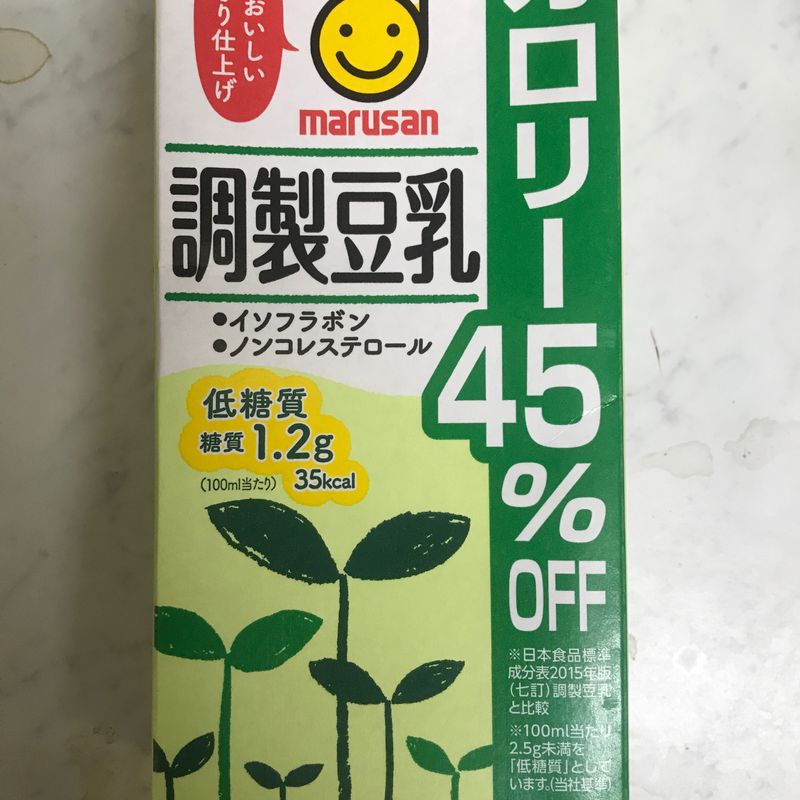 おいしい
り仕上げ
marusan
調製豆乳
●イソフラボン
●ノンコレステロール
カロリー
45
%
OFF
低糖質
糖質1.2g
(100ml当たり) 35kcal
※日本食品標準
成分表2015年版
(七訂)調製豆乳
と比較
※100ml当たり
2.5g未満を
「低糖質」として
います。(当社基準)